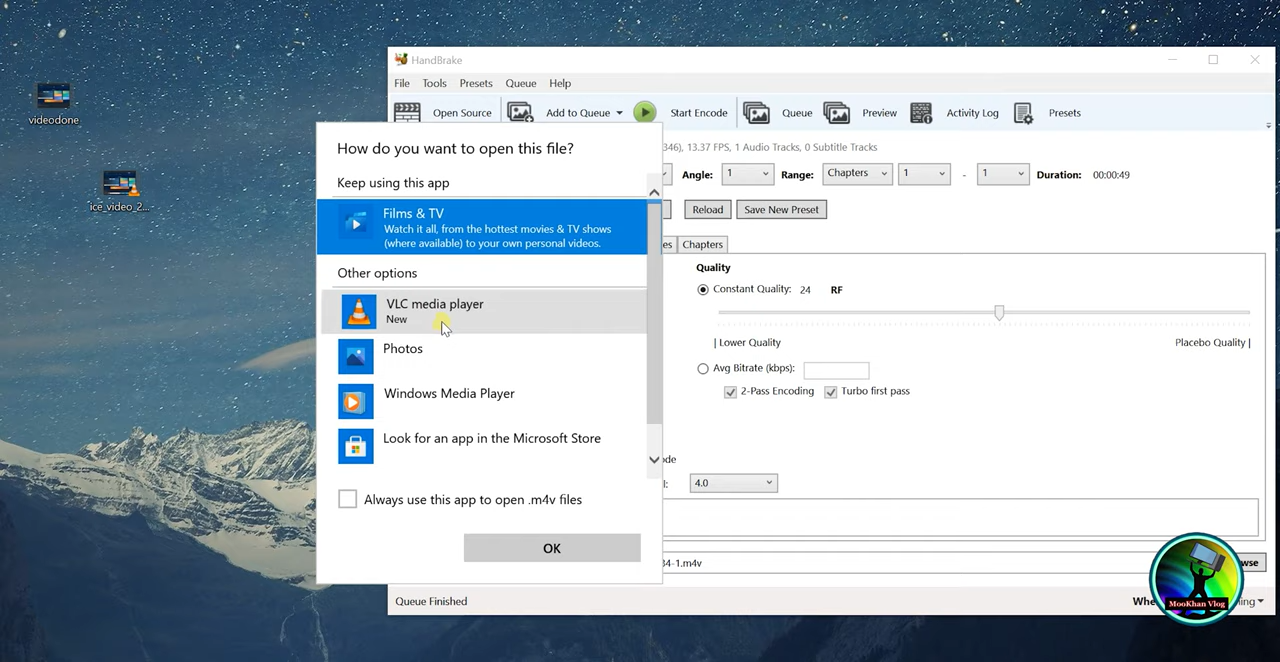 videodone
ice_video_2...
HandBrake
File Tools Presets Queue Help
Open Source Add to Queue Start Encode Queue Preview Activity Log Presets
How do you want to open this file?
Keep using this app
Films & TV
Watch it all, from the hottest movies & TV shows
(where available) to your own personal videos.
Other options
VLC media player
New
Photos
Windows Media Player
Look for an app in the Microsoft Store
Always use this app to open .m4v files
OK
346), 13.37 FPS, 1 Audio Tracks, 0 Subtitle Tracks
Angle: 1 Range: Chapters 1 - 1 Duration: 00:00:49
Reload Save New Preset
es Chapters
Quality
Constant Quality: 24 RF
| Lower Quality Placebo Quality |
Avg Bitrate (kbps):
2-Pass Encoding Turbo first pass
ode
l: 4.0
34-1.m4v wse
Queue Finished Whe ing
MooKhan Vlog